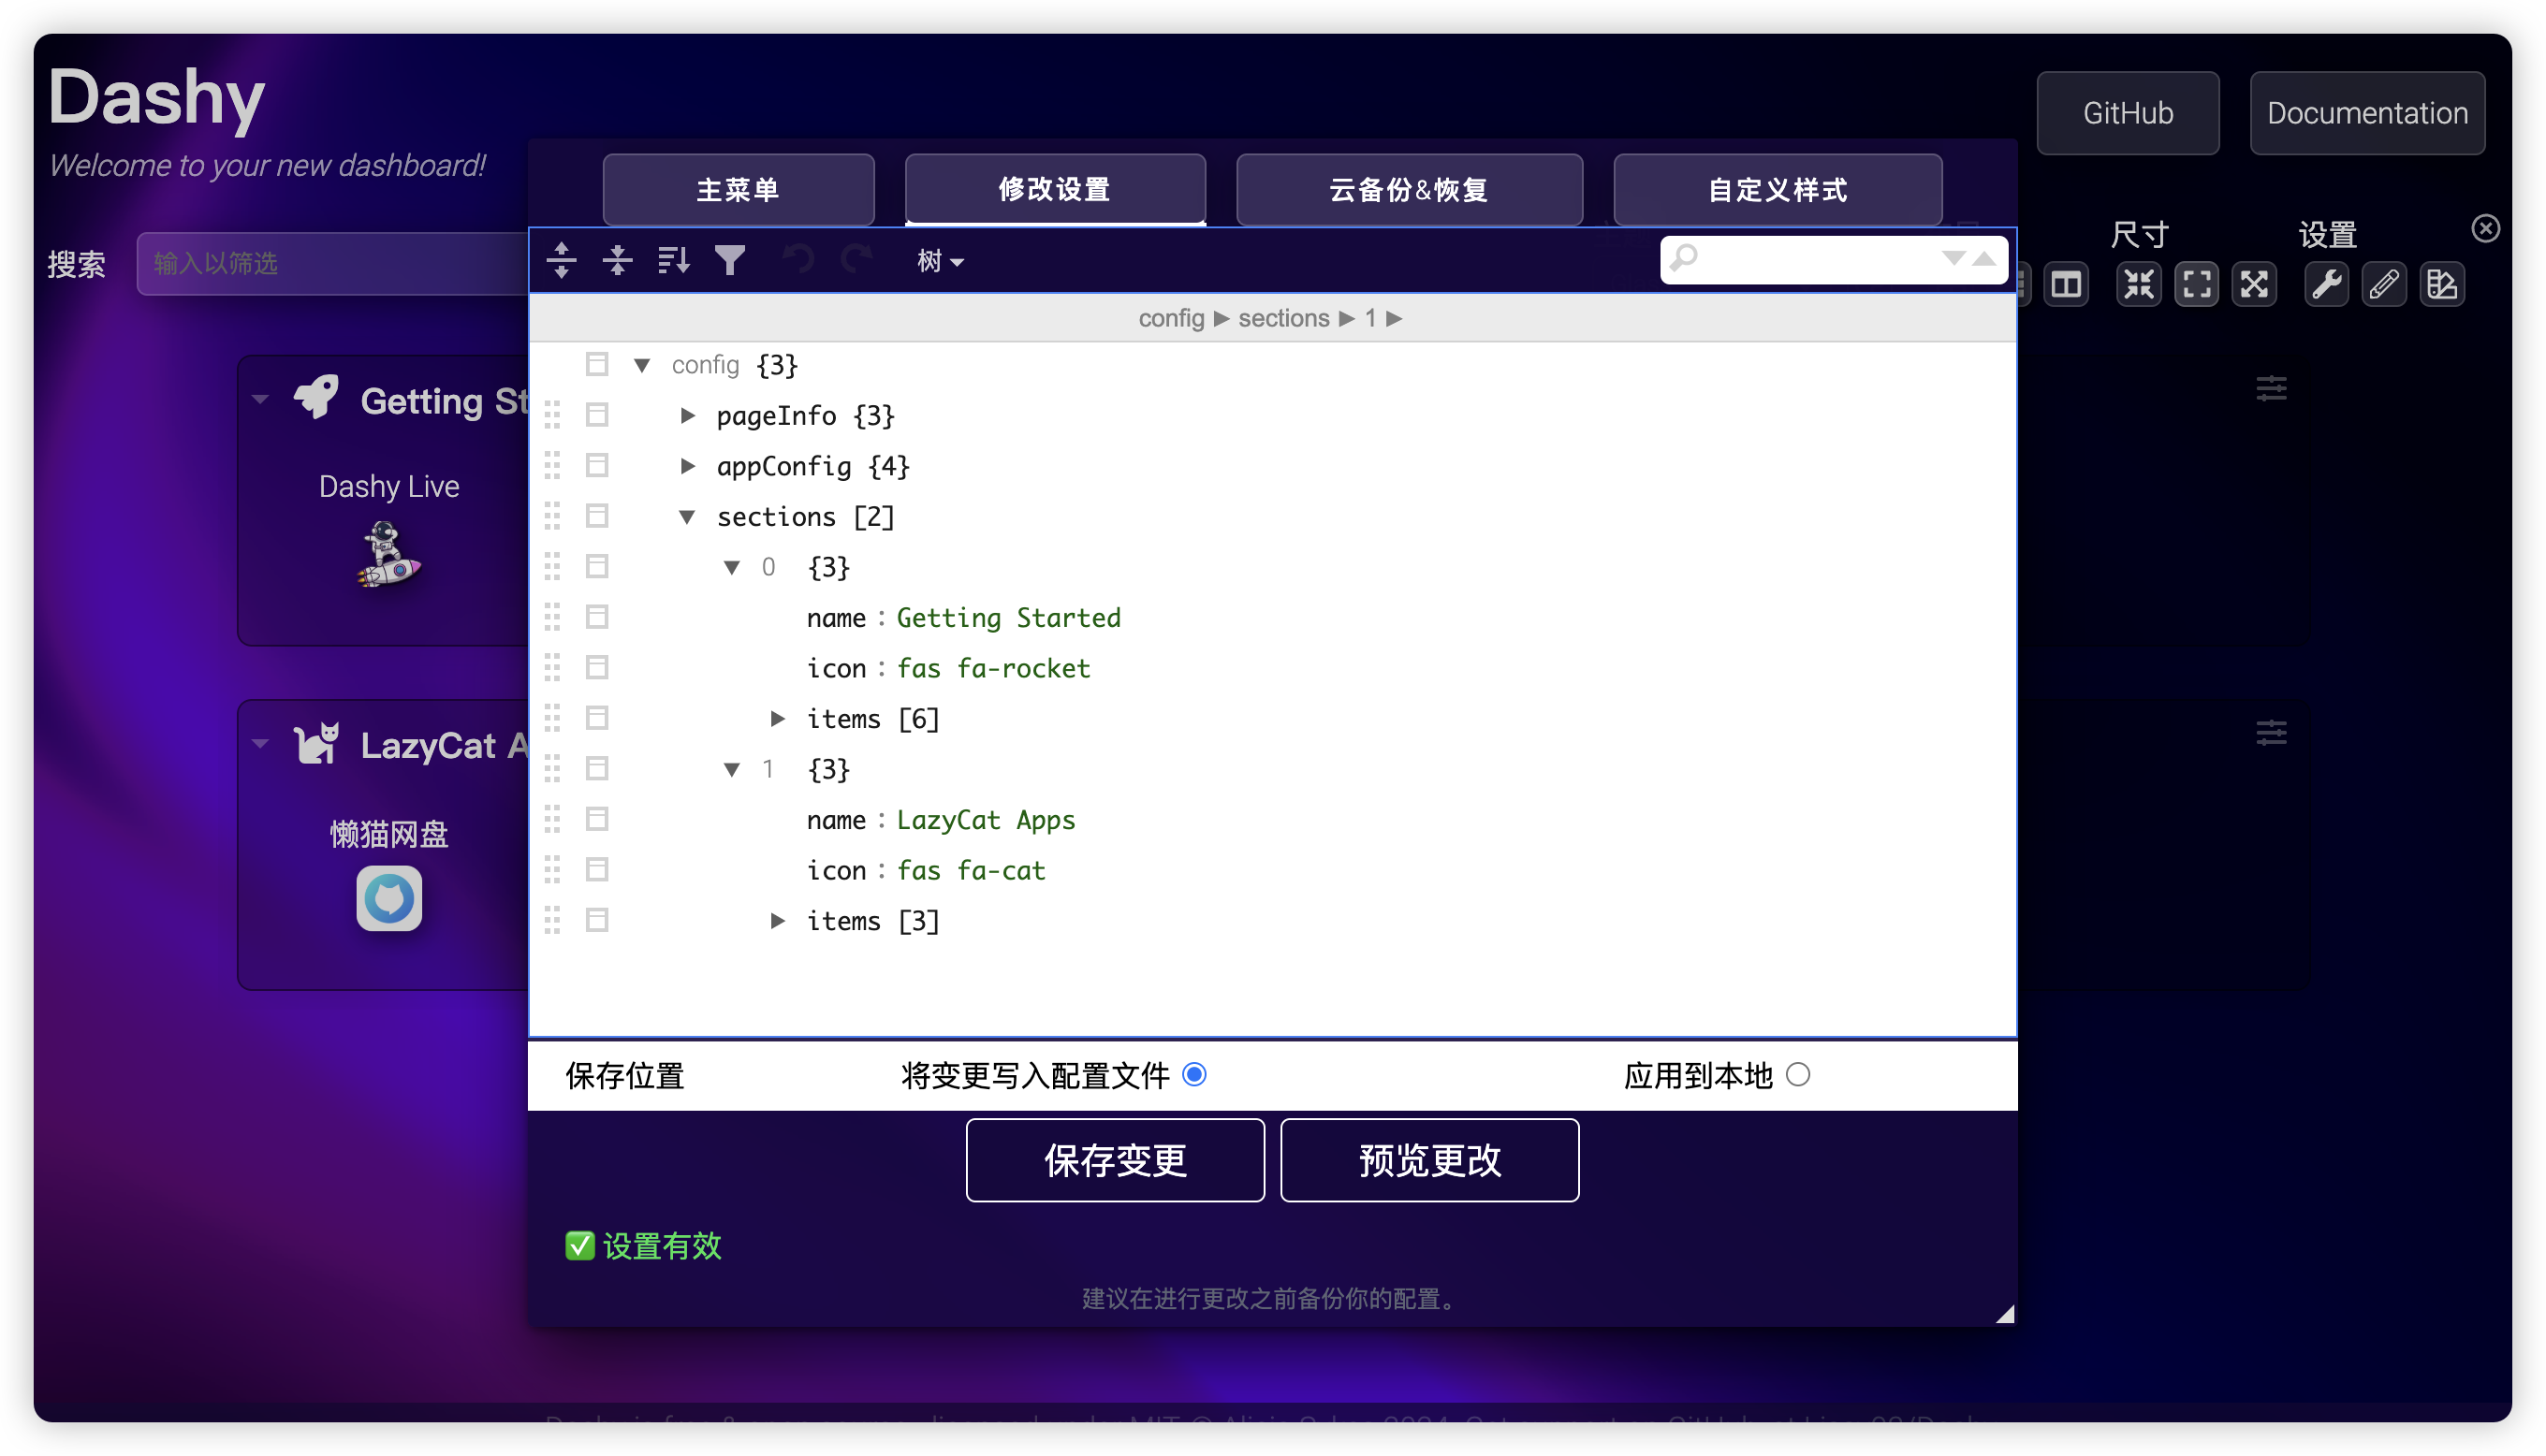 Dashy
Welcome to your new dashboard!
GitHub
Documentation
主菜单
修改设置
云备份&恢复
自定义样式
搜索
输入以筛选
树
尺寸
设置
config ► sections ► 1 ►
config {3}
pageInfo {3}
appConfig {4}
sections [2]
0 {3}
name : Getting Started
icon : fas fa-rocket
items [6]
1 {3}
name : LazyCat Apps
icon : fas fa-cat
items [3]
Getting St
Dashy Live
LazyCat A
懒猫网盘
保存位置
将变更写入配置文件
应用到本地
保存变更
预览更改
✅ 设置有效
建议在进行更改之前备份你的配置。